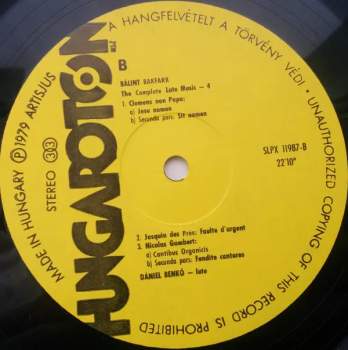 A HANGFELVÉTELT A TÖRVÉNY VÉDI · UNAUTHORIZED COPYING OF THIS RECORD IS PROHIBITED
MADE IN HUNGARY Ⓟ 1979 ARTISJUS
STEREO 33
HUNGAROTON
B
BÁLINT BAKFARK
The Complete Lute Music - 4
1. Clemens non Papa:
a) Jesu nomen
b) Secunda pars: Sit nomen
SLPX 11987-B
22'10"
2. Josquin des Prés: Faulte d'argent
3. Nicolas Gombert:
a) Cantibus Organicis
b) Secunda pars: Fundite cantores
DÁNIEL BENKŐ - lute